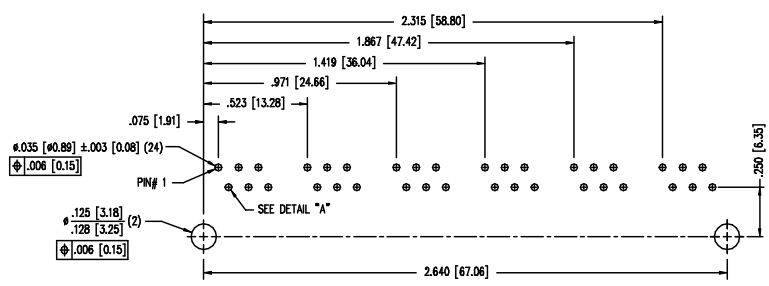 2.315 [58.80]
1.867 [47.42]
1.419 [36.04]
.971 [24.66]
.523 [13.28]
.075 [1.91]
ø.035 [ø0.89] ±.003 [0.08] (24)
⌖ .006 [0.15]
PIN# 1
SEE DETAIL "A"
.250 [6.35]
ø .125 [3.18]
.128 [3.25] (2)
⌖ .006 [0.15]
2.640 [67.06]